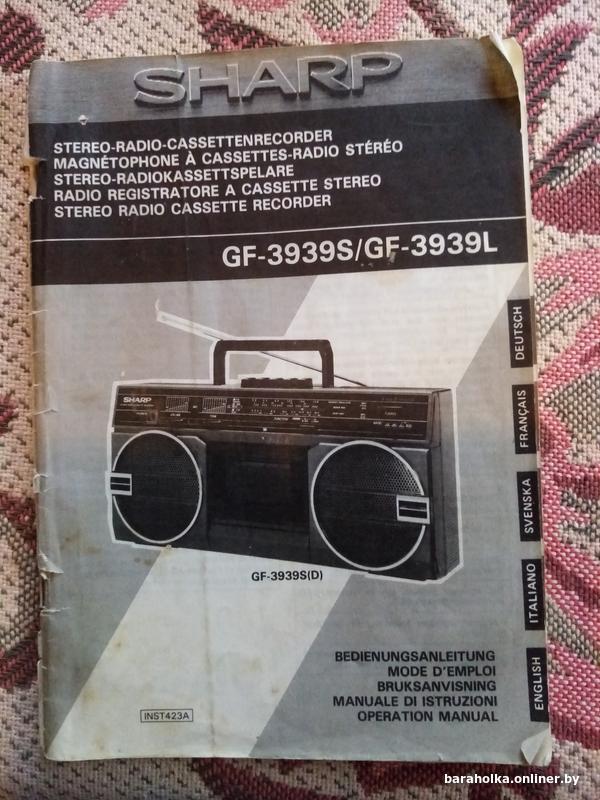 SHARP
STEREO-RADIO-CASSETTENRECORDER
MAGNÉTOPHONE À CASSETTES-RADIO STÉRÉO
STEREO-RADIOKASSETTSPELARE
RADIO REGISTRATORE A CASSETTE STEREO
STEREO RADIO CASSETTE RECORDER
GF-3939S/GF-3939L
DEUTSCH
FRANÇAIS
SVENSKA
ITALIANO
ENGLISH
SHARP
GF-3939S(D)
BEDIENUNGSANLEITUNG
MODE D'EMPLOI
BRUKSANVISNING
MANUALE DI ISTRUZIONI
OPERATION MANUAL
INST423A
baraholka.onliner.by